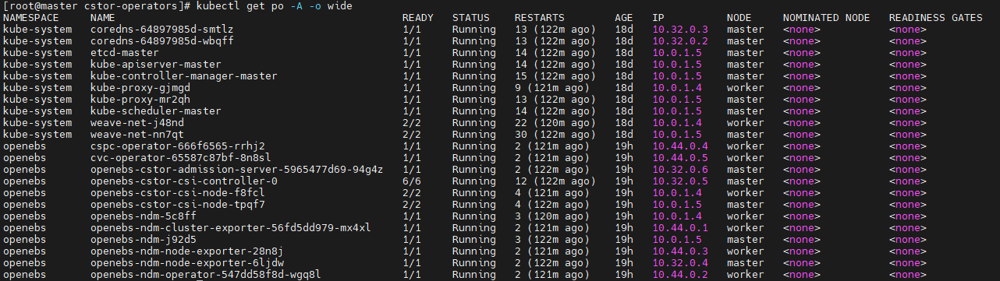 [root@master cstor-operators]# kubectl get po -A -o wide
NAMESPACE NAME READY STATUS RESTARTS AGE IP NODE NOMINATED NODE READINESS GATES
kube-system coredns-64897985d-smtlz 1/1 Running 13 (122m ago) 18d 10.32.0.3 master <none> <none>
kube-system coredns-64897985d-wbqff 1/1 Running 13 (122m ago) 18d 10.32.0.2 master <none> <none>
kube-system etcd-master 1/1 Running 14 (122m ago) 18d 10.0.1.5 master <none> <none>
kube-system kube-apiserver-master 1/1 Running 14 (122m ago) 18d 10.0.1.5 master <none> <none>
kube-system kube-controller-manager-master 1/1 Running 15 (122m ago) 18d 10.0.1.5 master <none> <none>
kube-system kube-proxy-gjmgd 1/1 Running 9 (121m ago) 18d 10.0.1.4 worker <none> <none>
kube-system kube-proxy-mr2qh 1/1 Running 13 (122m ago) 18d 10.0.1.5 master <none> <none>
kube-system kube-scheduler-master 1/1 Running 14 (122m ago) 18d 10.0.1.5 master <none> <none>
kube-system weave-net-j48nd 2/2 Running 22 (120m ago) 18d 10.0.1.4 worker <none> <none>
kube-system weave-net-nn7qt 2/2 Running 30 (122m ago) 18d 10.0.1.5 master <none> <none>
openebs cspc-operator-666f6565-rrhj2 1/1 Running 2 (121m ago) 19h 10.44.0.4 worker <none> <none>
openebs cvc-operator-65587c87bf-8n8sl 1/1 Running 2 (121m ago) 19h 10.44.0.5 worker <none> <none>
openebs openebs-cstor-admission-server-5965477d69-94g4z 1/1 Running 2 (122m ago) 19h 10.32.0.6 master <none> <none>
openebs openebs-cstor-csi-controller-0 6/6 Running 12 (122m ago) 19h 10.32.0.5 master <none> <none>
openebs openebs-cstor-csi-node-f8fcl 2/2 Running 4 (121m ago) 19h 10.0.1.4 worker <none> <none>
openebs openebs-cstor-csi-node-tpqf7 2/2 Running 4 (122m ago) 19h 10.0.1.5 master <none> <none>
openebs openebs-ndm-5c8ff 1/1 Running 3 (120m ago) 19h 10.0.1.4 worker <none> <none>
openebs openebs-ndm-cluster-exporter-56fd5dd979-mx4xl 1/1 Running 2 (121m ago) 19h 10.44.0.1 worker <none> <none>
openebs openebs-ndm-j92d5 1/1 Running 3 (122m ago) 19h 10.0.1.5 master <none> <none>
openebs openebs-ndm-node-exporter-28n8j 1/1 Running 2 (121m ago) 19h 10.44.0.3 worker <none> <none>
openebs openebs-ndm-node-exporter-6ljdw 1/1 Running 2 (122m ago) 19h 10.32.0.4 master <none> <none>
openebs openebs-ndm-operator-547dd58f8d-wgq8l 1/1 Running 2 (121m ago) 19h 10.44.0.2 worker <none> <none>